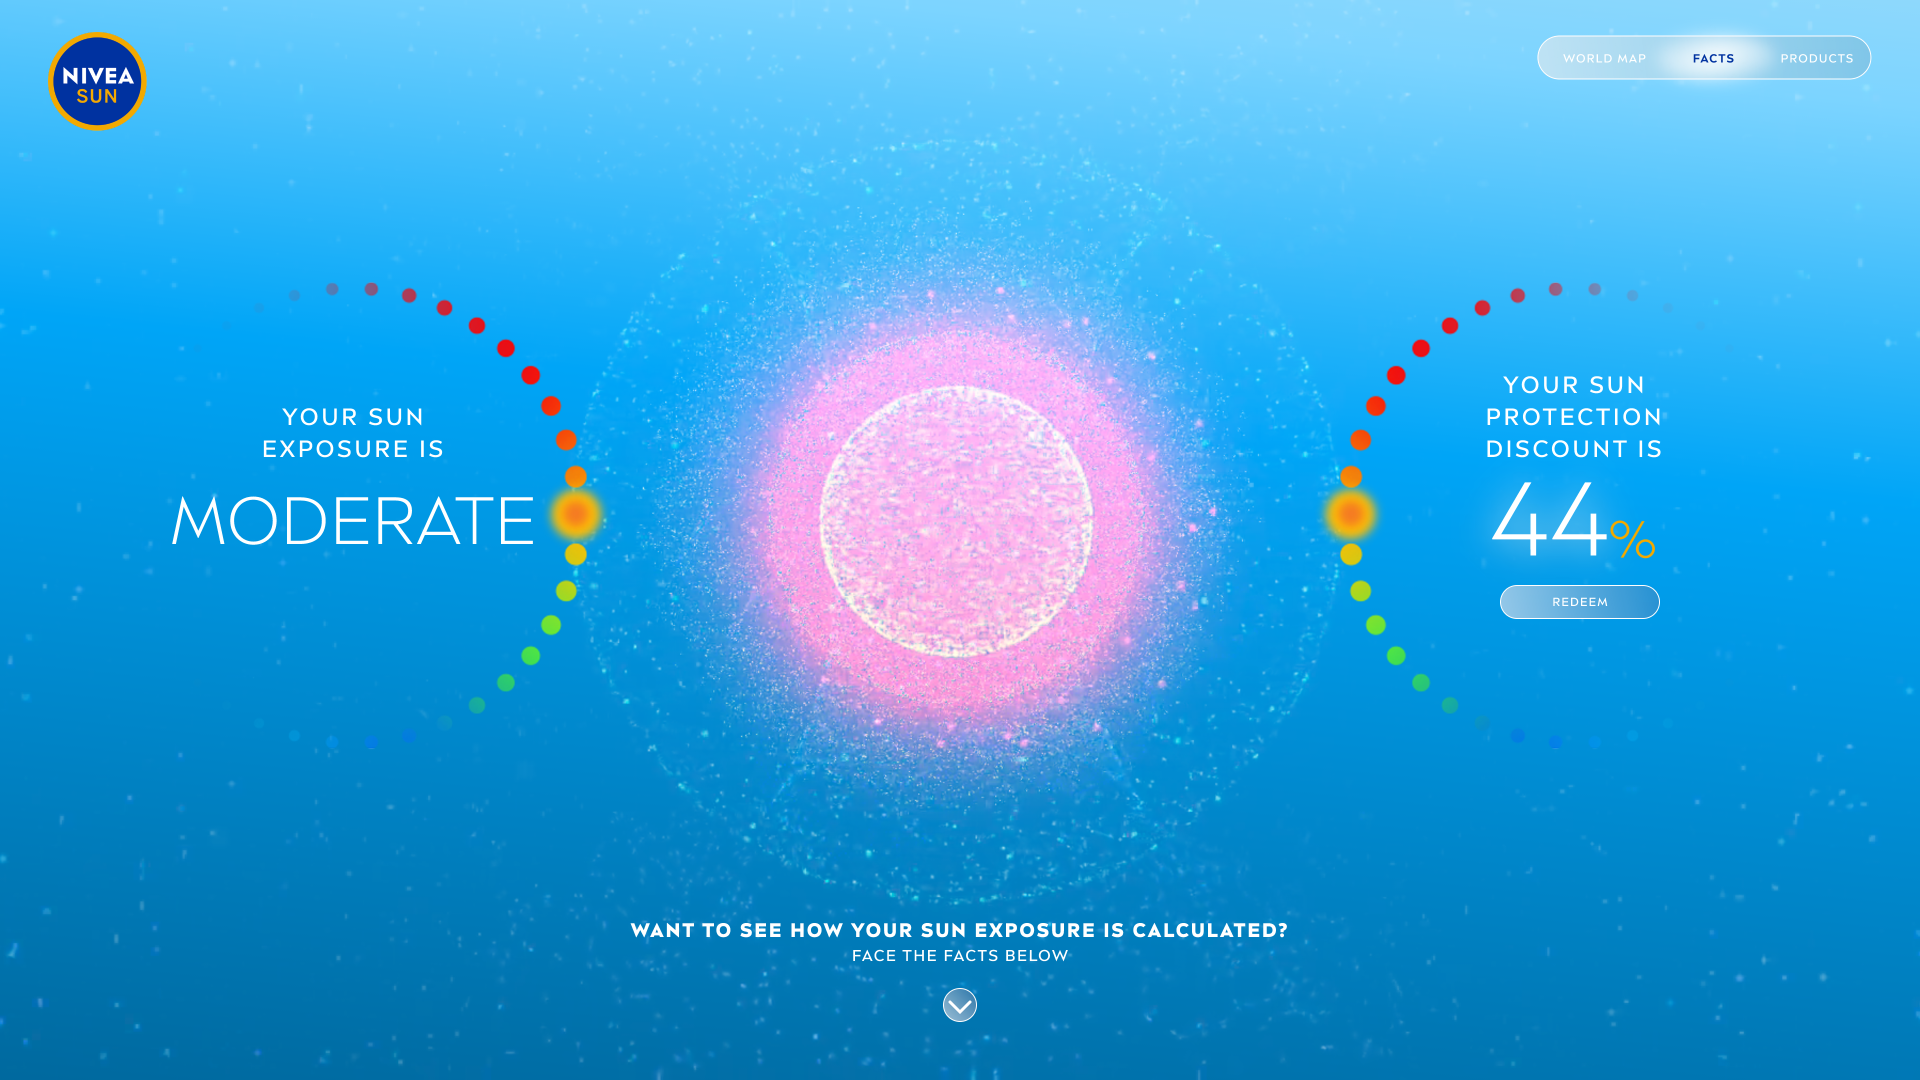 NIVEA
SUN
WORLD MAP
FACTS
PRODUCTS
YOUR SUN
EXPOSURE IS
MODERATE
YOUR SUN
PROTECTION
DISCOUNT IS
44%
REDEEM
WANT TO SEE HOW YOUR SUN EXPOSURE IS CALCULATED?
FACE THE FACTS BELOW